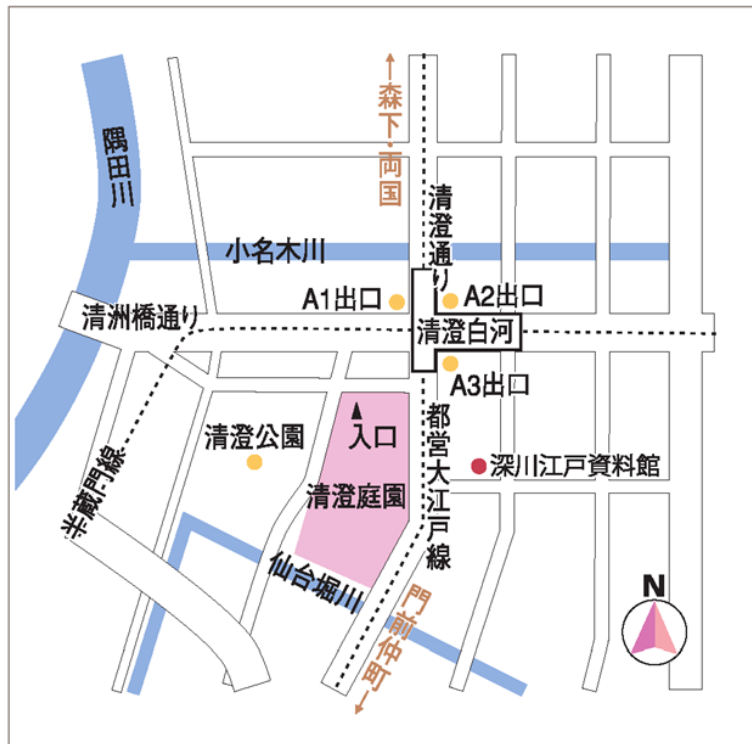 ←森下・両国
隅田川
清澄通り
小名木川
A1出口
A2出口
清洲橋通り
清澄白河
A3出口
入口
清澄公園
都営大江戸線
深川江戸資料館
清澄庭園
半蔵門線
仙台堀川
門前仲町→
N